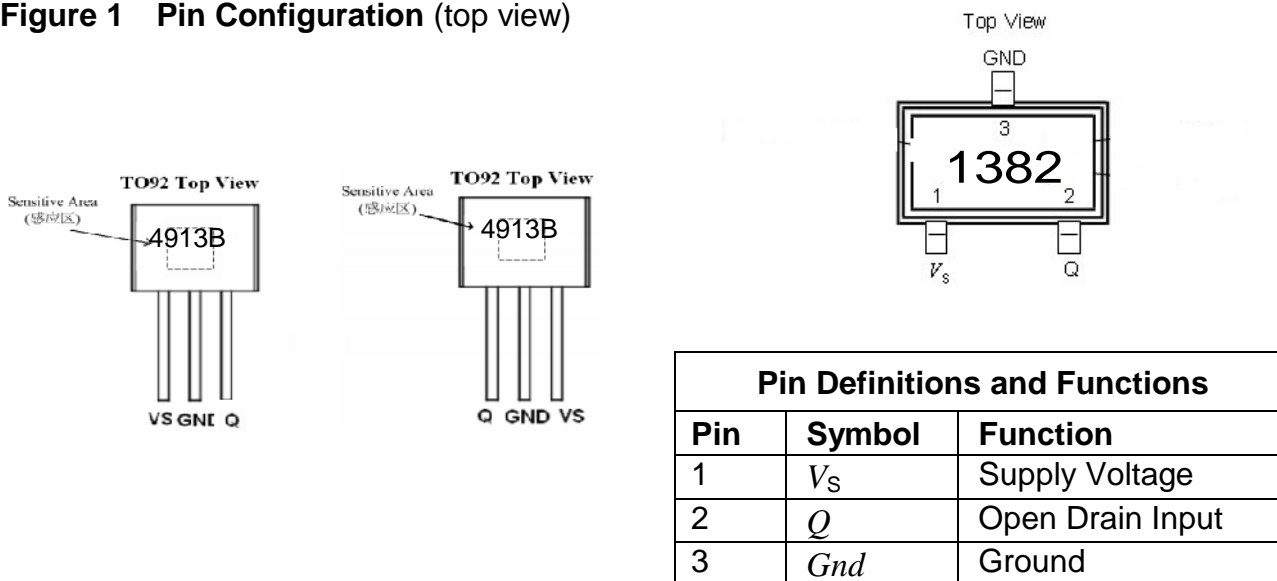 Figure 1 Pin Configuration (top view)
TO92 Top View
Sensitive Area
(感应区)
4913B
VS GND Q
TO92 Top View
Sensitive Area
(感应区)
4913B
Q GND VS
Top View
GND
3
1382
1 2
VS Q
Pin Definitions and Functions
Pin Symbol Function
1 VS Supply Voltage
2 Q Open Drain Input
3 Gnd Ground